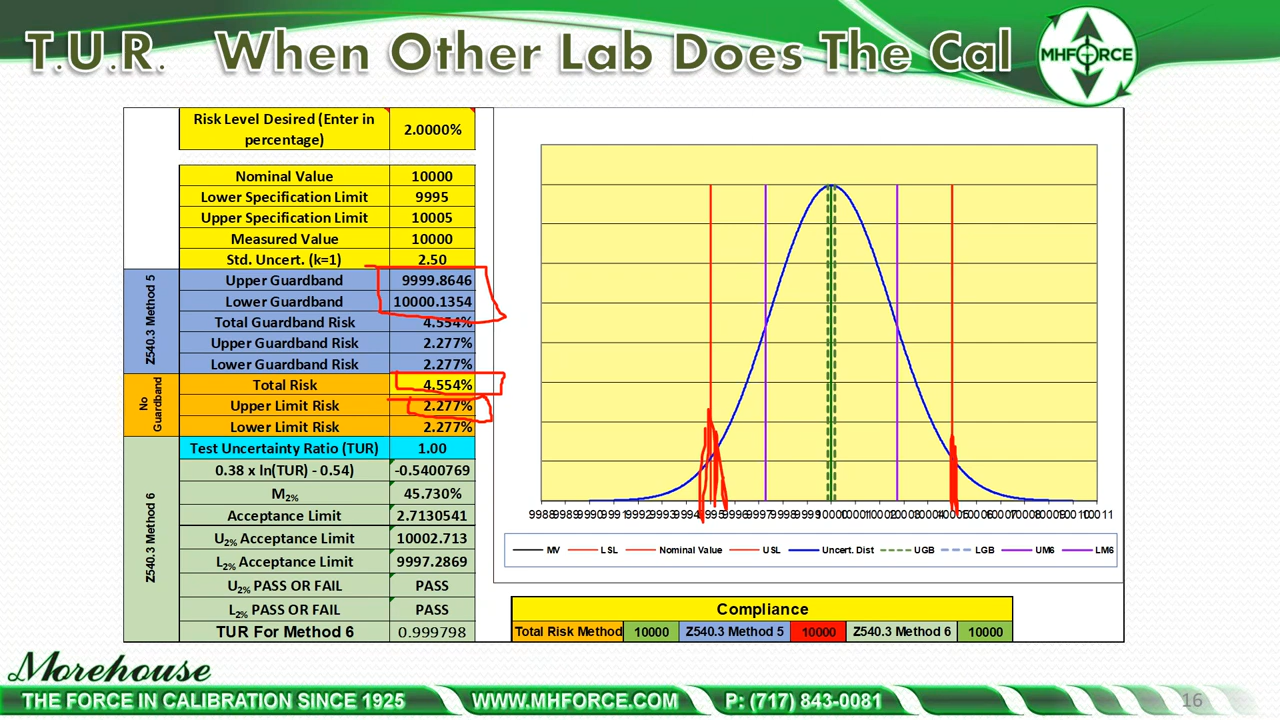 T.U.R. When Other Lab Does The Cal
MHFORCE
Risk Level Desired (Enter in percentage) 2.0000%
Nominal Value 10000
Lower Specification Limit 9995
Upper Specification Limit 10005
Measured Value 10000
Std. Uncert. (k=1) 2.50
Z540.3 Method 5
Upper Guardband 9999.8646
Lower Guardband 10000.1354
Total Guardband Risk 4.554%
Upper Guardband Risk 2.277%
Lower Guardband Risk 2.277%
No Guardband
Total Risk 4.554%
Upper Limit Risk 2.277%
Lower Limit Risk 2.277%
Z540.3 Method 6
Test Uncertainty Ratio (TUR) 1.00
0.38 x ln(TUR) - 0.54) -0.5400769
M2% 45.730%
Acceptance Limit 2.7130541
U2% Acceptance Limit 10002.713
L2% Acceptance Limit 9997.2869
U2% PASS OR FAIL PASS
L2% PASS OR FAIL PASS
TUR For Method 6 0.999798
MV LSL Nominal Value USL Uncert. Dist UGB LGB UM6 LM6
Compliance
Total Risk Method 10000 Z540.3 Method 5 10000 Z540.3 Method 6 10000
Morehouse
THE FORCE IN CALIBRATION SINCE 1925 WWW.MHFORCE.COM P: (717) 843-0081
16